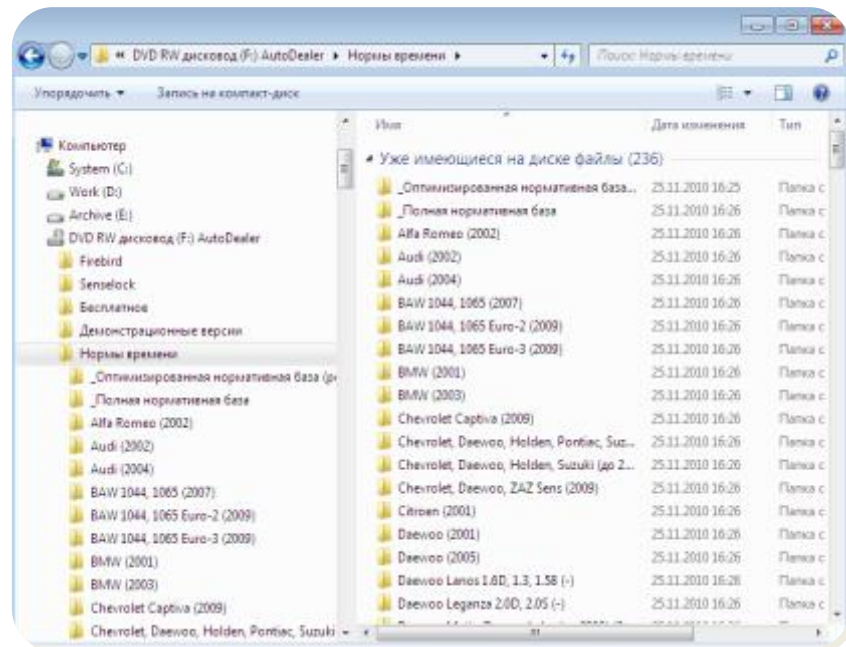 « DVD RW дисковод (F:) AutoDealer ▸ Нормы времени ▸
Поиск: Нормы времени
Упорядочить ▼ Запись на компакт-диск
Компьютер
System (C:)
Work (D:)
Archive (E:)
DVD RW дисковод (F:) AutoDealer
Firebird
Senselock
Бесплатное
Демонстрационные версии
Нормы времени
_Оптимизированная нормативная база (р
_Полная нормативная база
Alfa Romeo (2002)
Audi (2002)
Audi (2004)
BAW 1044, 1065 (2007)
BAW 1044, 1065 Euro-2 (2009)
BAW 1044, 1065 Euro-3 (2009)
BMW (2001)
BMW (2003)
Chevrolet Captiva (2009)
Chevrolet, Daewoo, Holden, Pontiac, Suzuki
Имя Дата изменения Тип
Уже имеющиеся на диске файлы (236)
_Оптимизированная нормативная база... 25.11.2010 16:25 Папка с
_Полная нормативная база 25.11.2010 16:26 Папка с
Alfa Romeo (2002) 25.11.2010 16:26 Папка с
Audi (2002) 25.11.2010 16:26 Папка с
Audi (2004) 25.11.2010 16:26 Папка с
BAW 1044, 1065 (2007) 25.11.2010 16:26 Папка с
BAW 1044, 1065 Euro-2 (2009) 25.11.2010 16:26 Папка с
BAW 1044, 1065 Euro-3 (2009) 25.11.2010 16:26 Папка с
BMW (2001) 25.11.2010 16:26 Папка с
BMW (2003) 25.11.2010 16:26 Папка с
Chevrolet Captiva (2009) 25.11.2010 16:26 Папка с
Chevrolet, Daewoo, Holden, Pontiac, Suz... 25.11.2010 16:26 Папка с
Chevrolet, Daewoo, Holden, Suzuki (до 2... 25.11.2010 16:26 Папка с
Chevrolet, Daewoo, ZAZ Sens (2009) 25.11.2010 16:26 Папка с
Citroen (2001) 25.11.2010 16:26 Папка с
Daewoo (2001) 25.11.2010 16:26 Папка с
Daewoo (2005) 25.11.2010 16:26 Папка с
Daewoo Lanos 1.6D, 1.3, 1.5S (-) 25.11.2010 16:26 Папка с
Daewoo Leganza 2.0D, 2.0S (-) 25.11.2010 16:26 Папка с